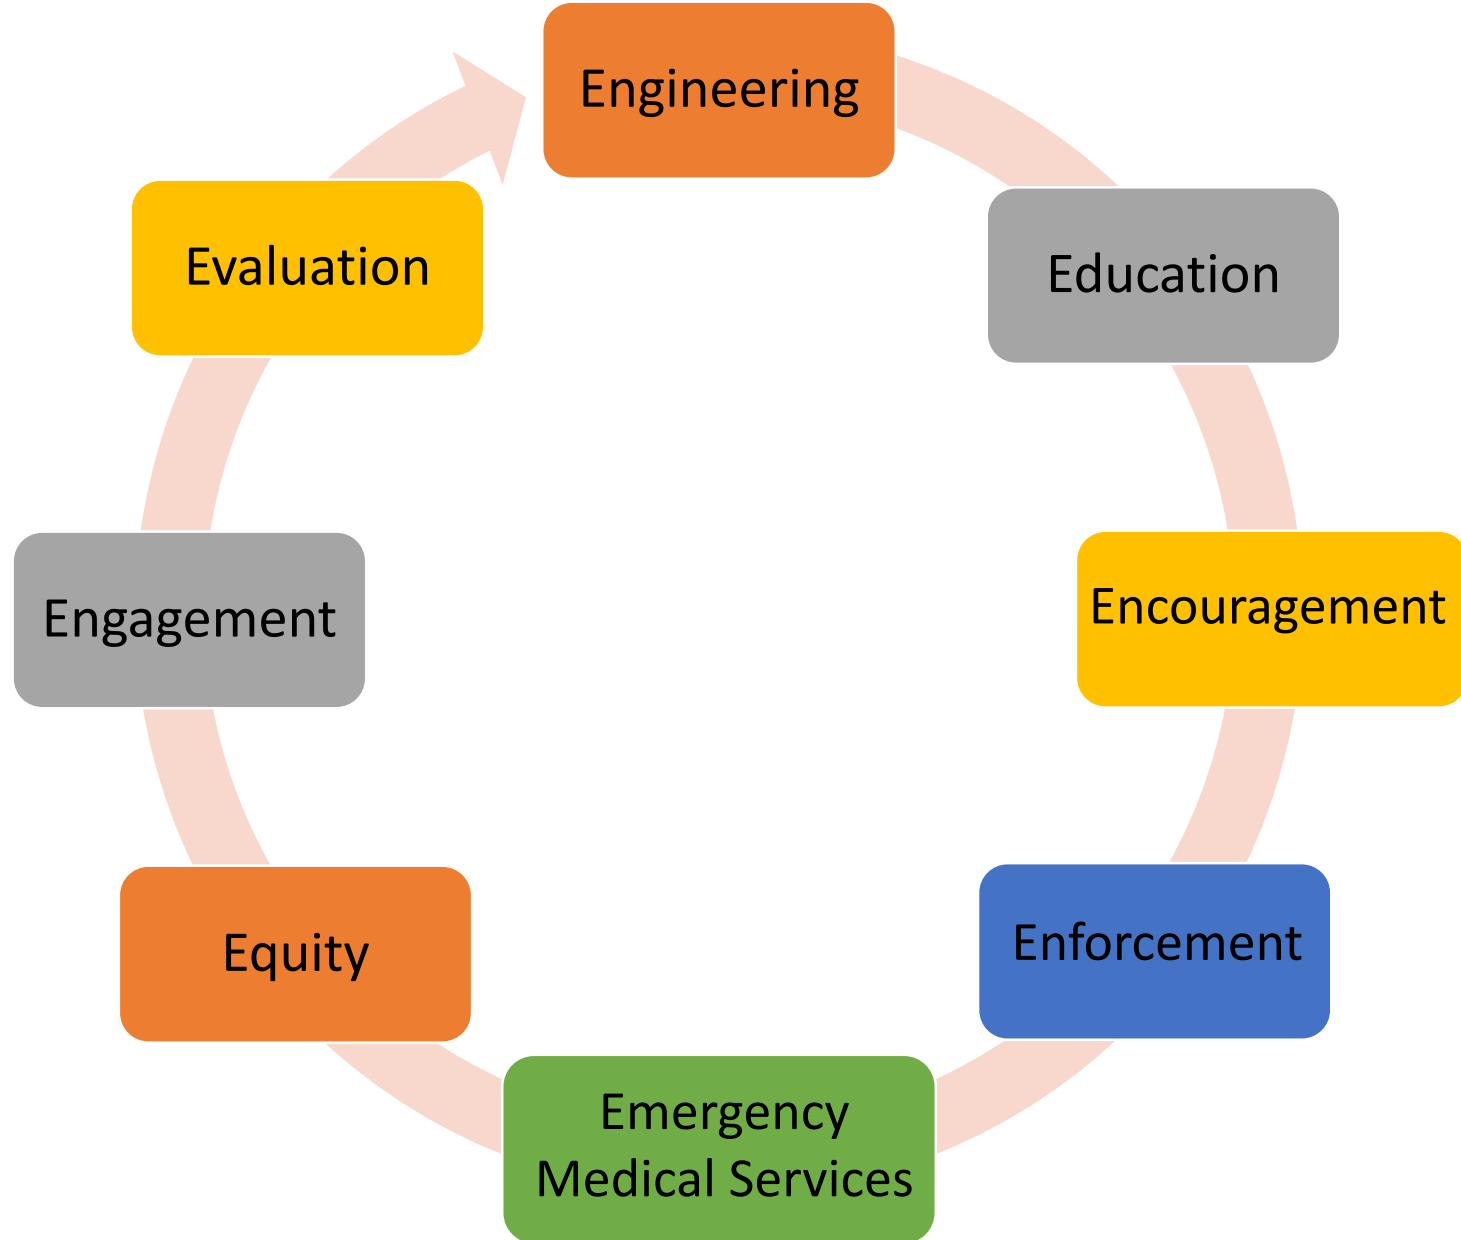 Engineering
Education
Encouragement
Enforcement
Emergency
Medical Services
Equity
Engagement
Evaluation